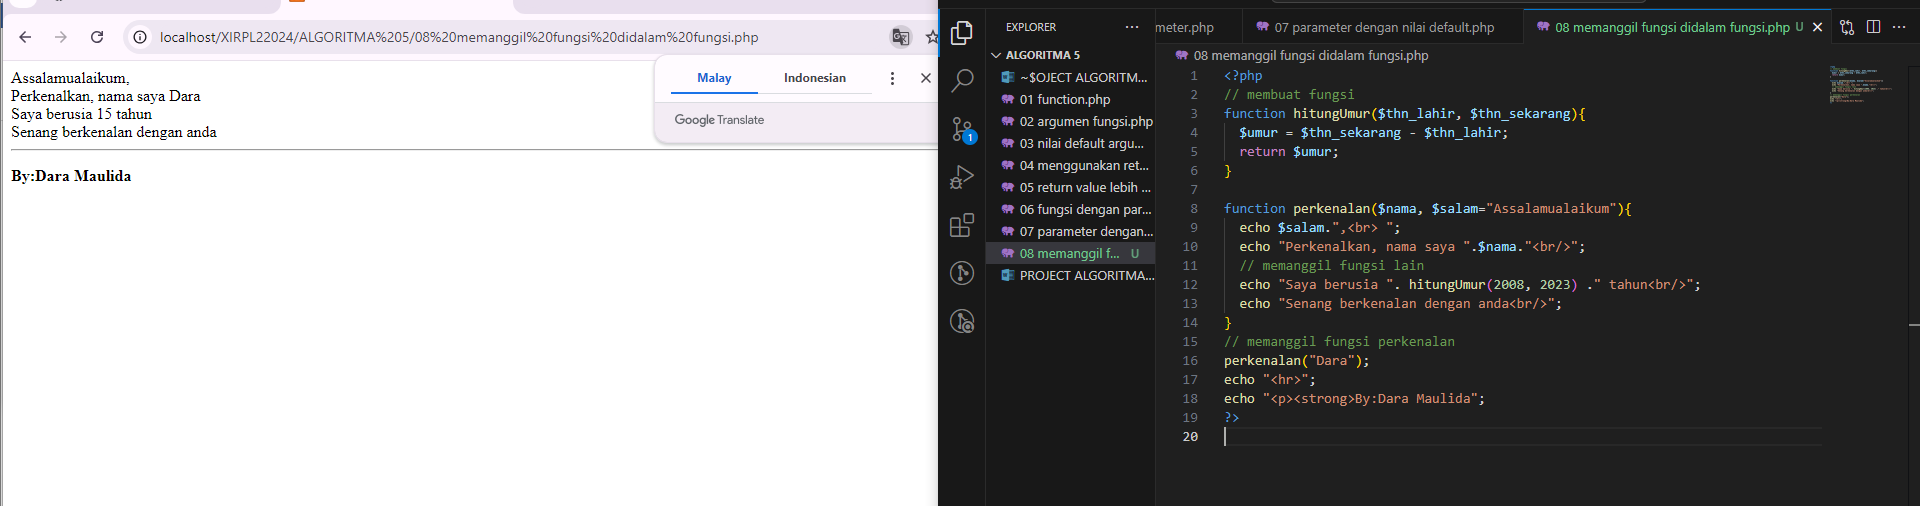 localhost/XIRPL22024/ALGORITMA%205/08%20memanggil%20fungsi%20didalam%20fungsi.php
Assalamualaikum,
Perkenalkan, nama saya Dara
Saya berusia 15 tahun
Senang berkenalan dengan anda
By:Dara Maulida
Malay Indonesian
Google Translate
EXPLORER
ALGORITMA 5
~$OJECT ALGORITM...
01 function.php
02 argumen fungsi.php
03 nilai default argu...
04 menggunakan ret...
05 return value lebih ...
06 fungsi dengan par...
07 parameter dengan...
08 memanggil f... U
PROJECT ALGORITMA...
1
meter.php 07 parameter dengan nilai default.php 08 memanggil fungsi didalam fungsi.php U
08 memanggil fungsi didalam fungsi.php
1 <?php
2 // membuat fungsi
3 function hitungUmur($thn_lahir, $thn_sekarang){
4 $umur = $thn_sekarang - $thn_lahir;
5 return $umur;
6 }
7
8 function perkenalan($nama, $salam="Assalamualaikum"){
9 echo $salam.",<br> ";
10 echo "Perkenalkan, nama saya ".$nama."<br/>";
11 // memanggil fungsi lain
12 echo "Saya berusia ". hitungUmur(2008, 2023) ." tahun<br/>";
13 echo "Senang berkenalan dengan anda<br/>";
14 }
15 // memanggil fungsi perkenalan
16 perkenalan("Dara");
17 echo "<hr>";
18 echo "<p><strong>By:Dara Maulida";
19 ?>
20